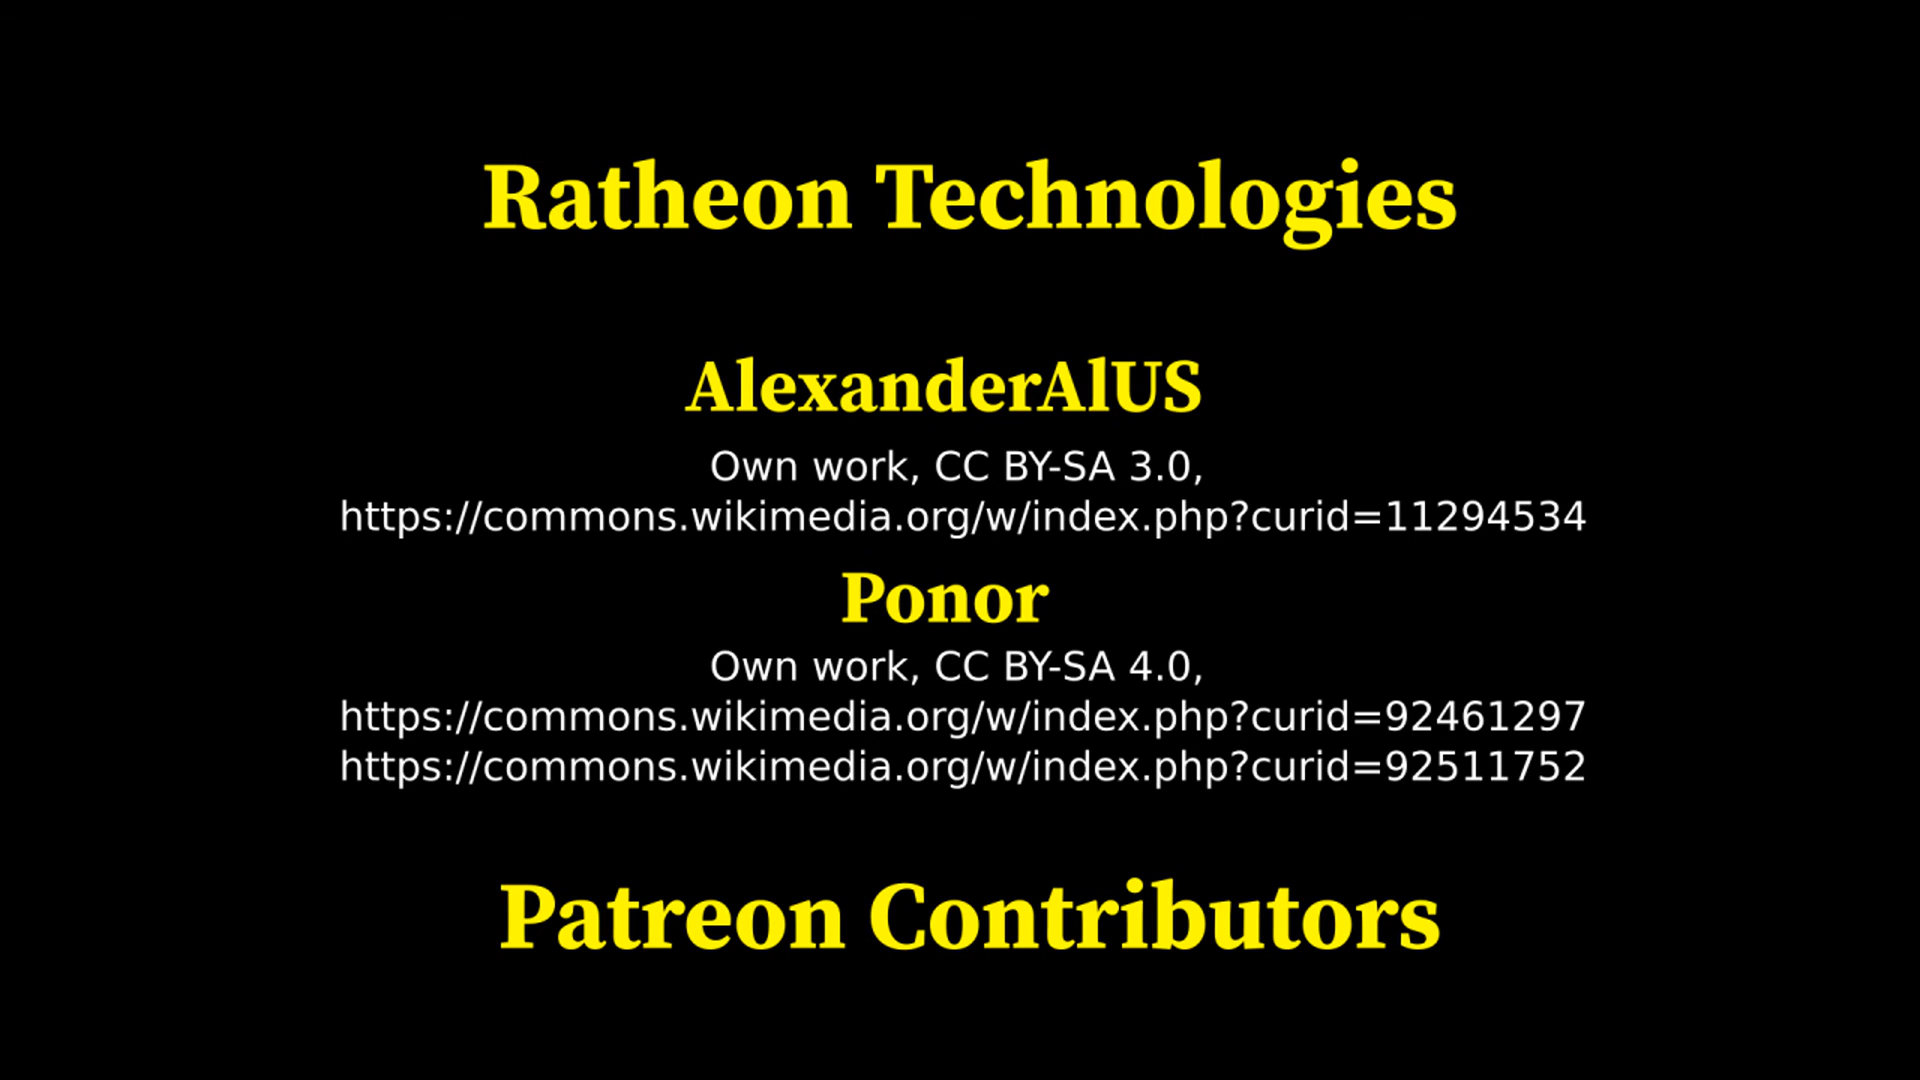 Ratheon Technologies
AlexanderAlUS
Own work, CC BY-SA 3.0,
https://commons.wikimedia.org/w/index.php?curid=11294534
Ponor
Own work, CC BY-SA 4.0,
https://commons.wikimedia.org/w/index.php?curid=92461297
https://commons.wikimedia.org/w/index.php?curid=92511752
Patreon Contributors